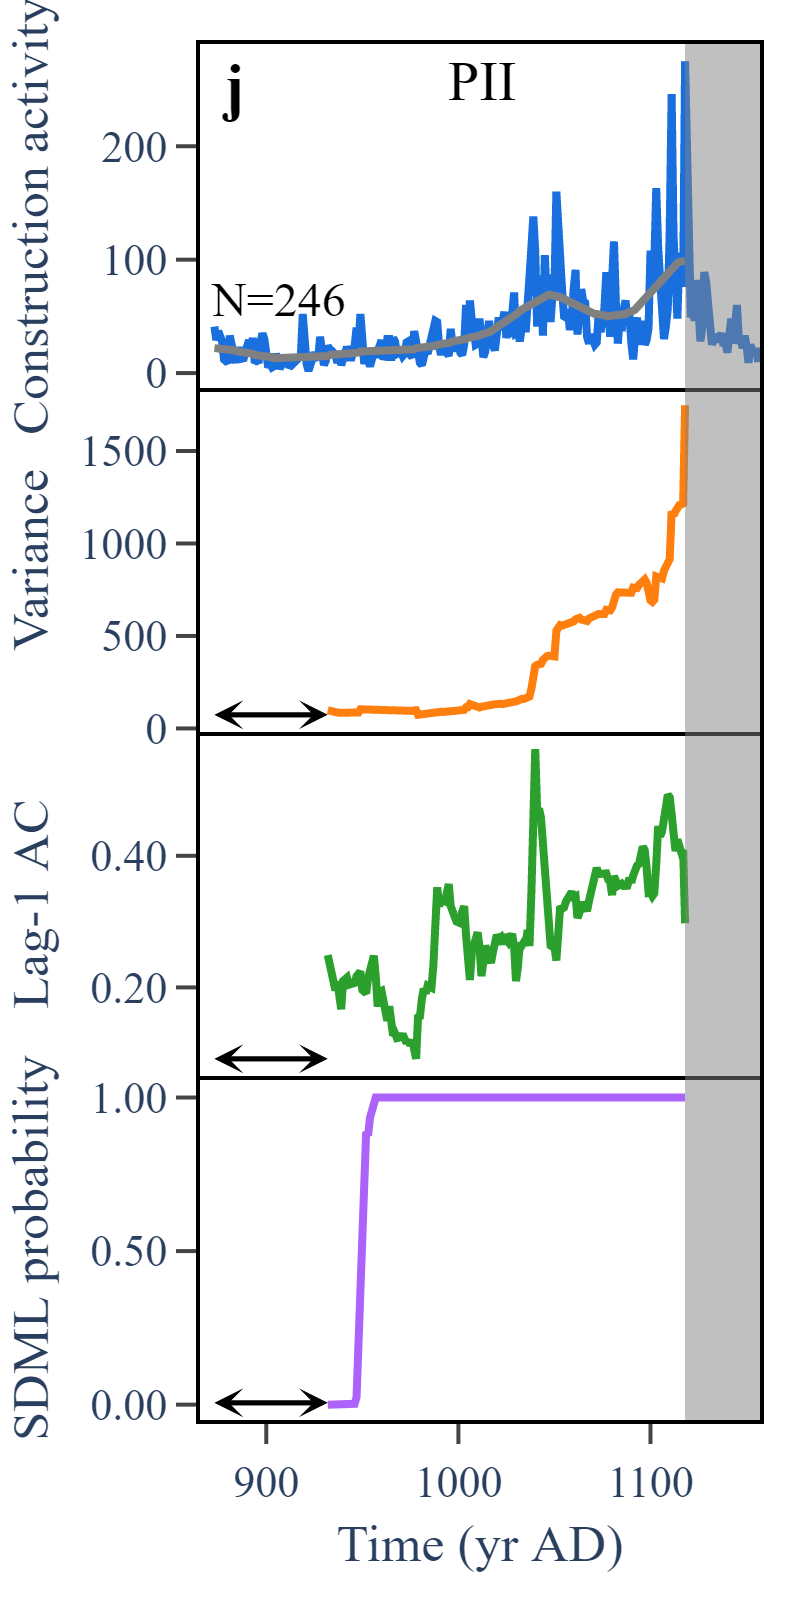 j
PII
N=246
Construction activity
200
100
0
Variance
1500
1000
500
0
Lag-1 AC
0.40
0.20
SDML probability
1.00
0.50
0.00
900 1000 1100
Time (yr AD)